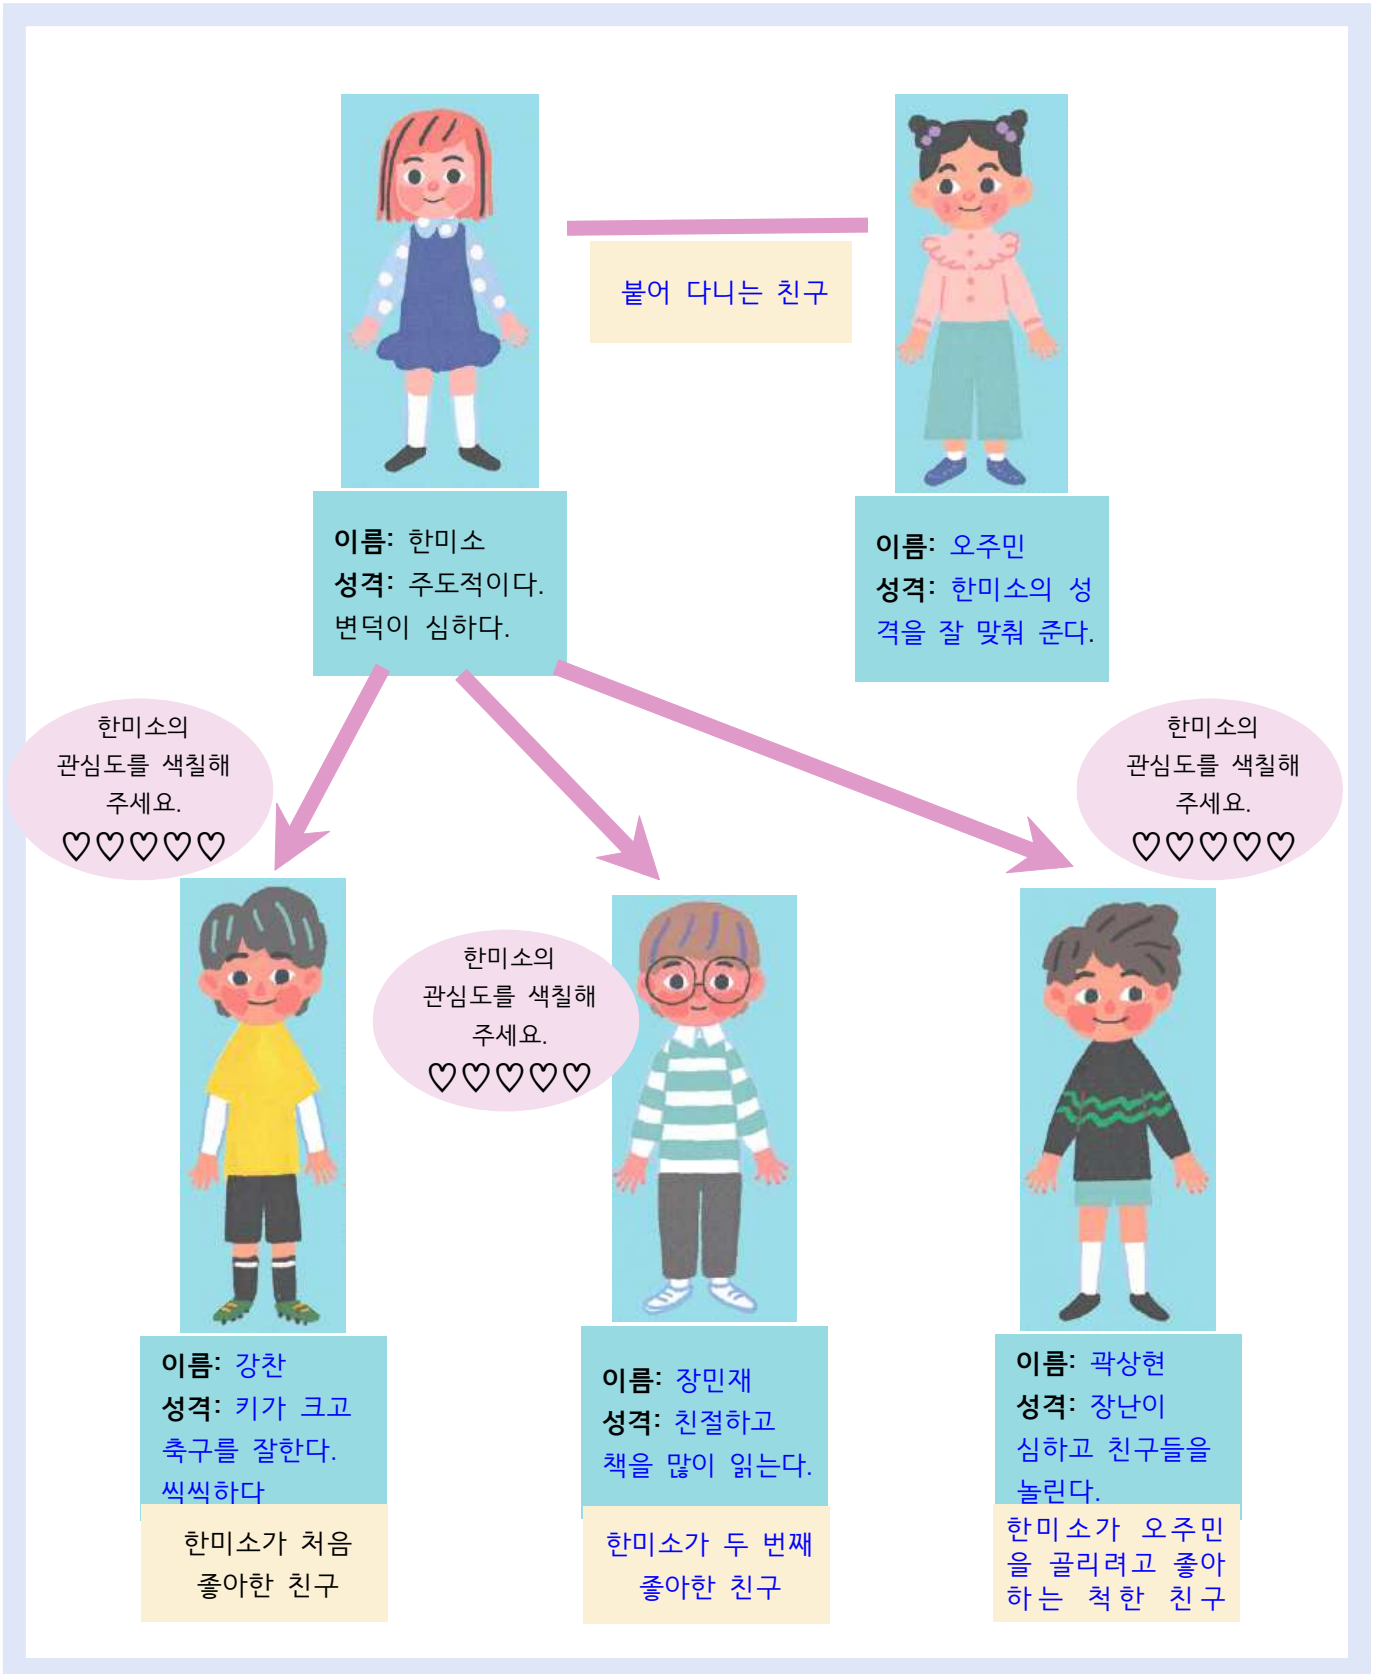 붙어 다니는 친구
이름: 한미소
성격: 주도적이다.
변덕이 심하다.
이름: 오주민
성격: 한미소의 성
격을 잘 맞춰 준다.
한미소의
관심도를 색칠해
주세요.
♡♡♡♡♡
한미소의
관심도를 색칠해
주세요.
♡♡♡♡♡
한미소의
관심도를 색칠해
주세요.
♡♡♡♡♡
이름: 강찬
성격: 키가 크고
축구를 잘한다.
씩씩하다
한미소가 처음
좋아한 친구
이름: 장민재
성격: 친절하고
책을 많이 읽는다.
한미소가 두 번째
좋아한 친구
이름: 곽상현
성격: 장난이
심하고 친구들을
놀린다.
한미소가 오주민
을 골리려고 좋아
하는 척한 친구